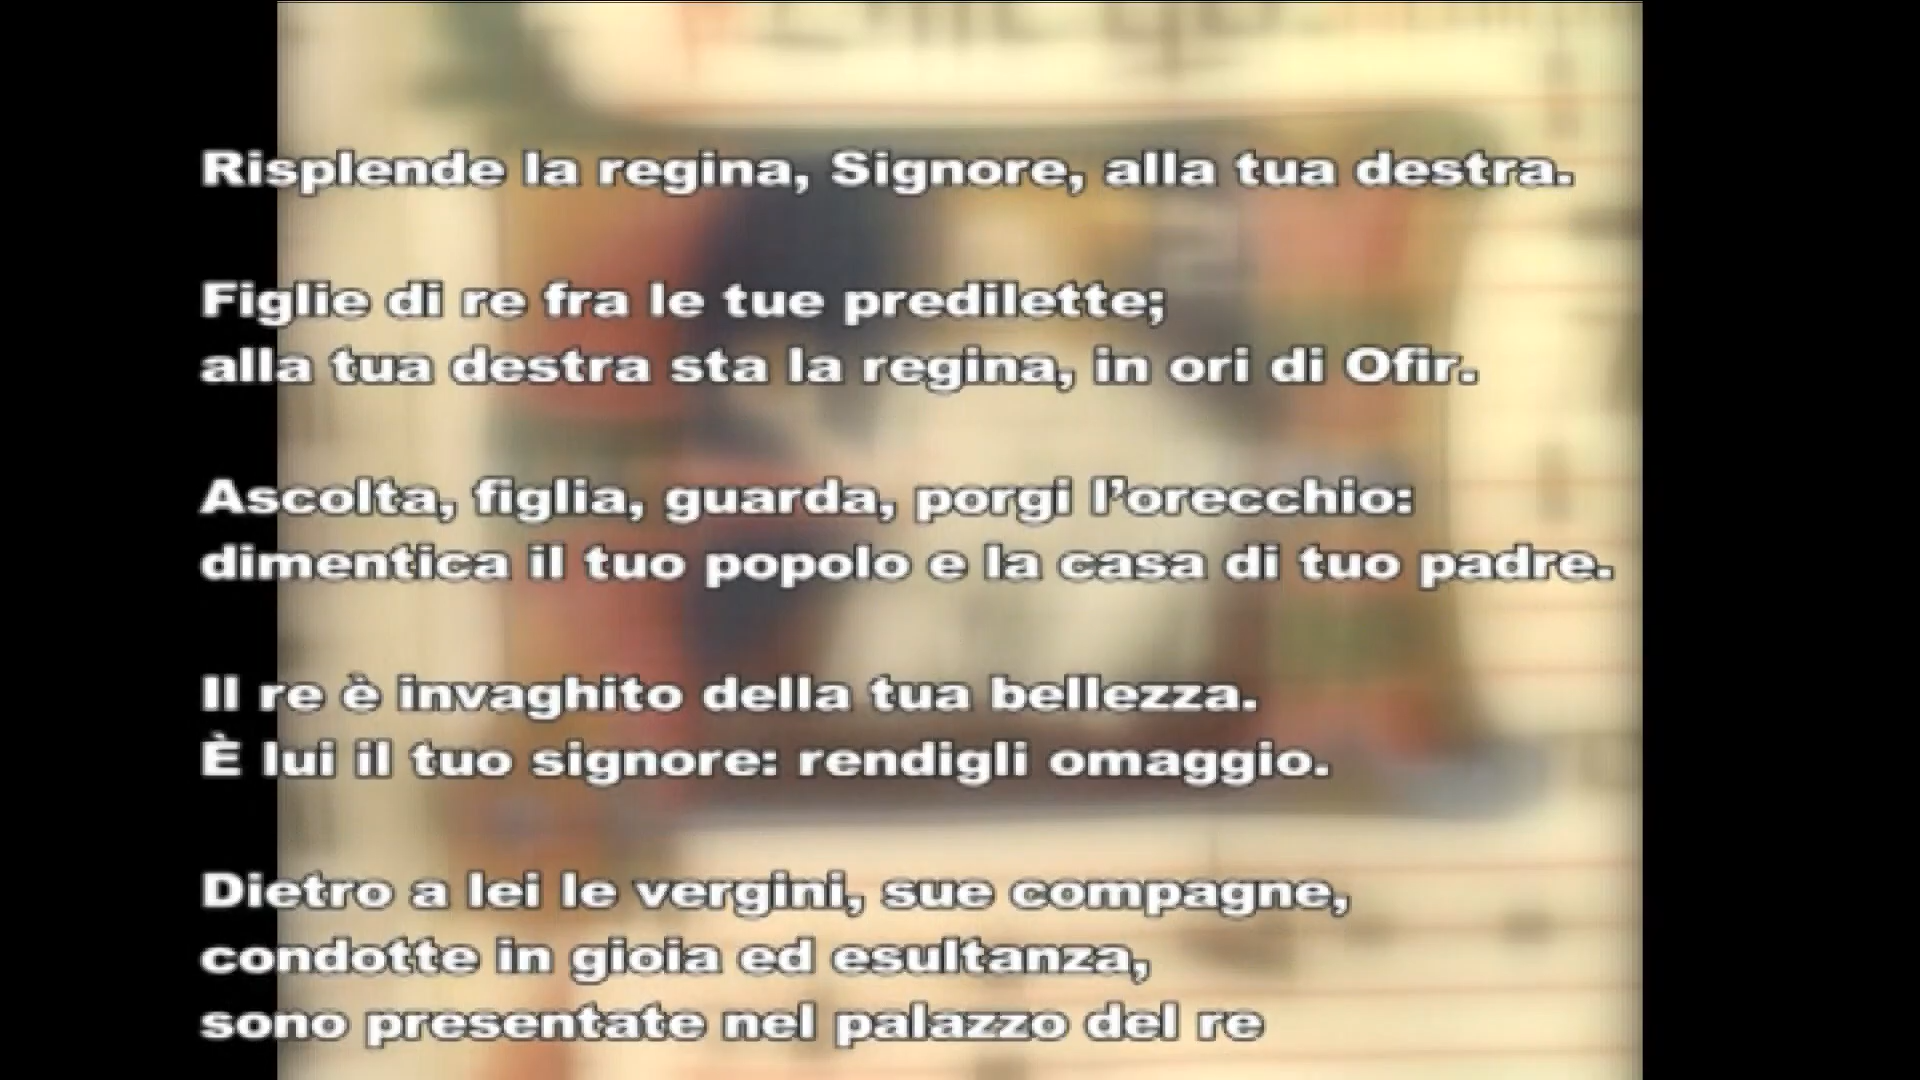 Risplende la regina, Signore, alla tua destra.
Figlie di re fra le tue predilette;
alla tua destra sta la regina, in ori di Ofir.
Ascolta, figlia, guarda, porgi l’orecchio:
dimentica il tuo popolo e la casa di tuo padre.
Il re è invaghito della tua bellezza.
È lui il tuo signore: rendigli omaggio.
Dietro a lei le vergini, sue compagne,
condotte in gioia ed esultanza,
sono presentate nel palazzo del re